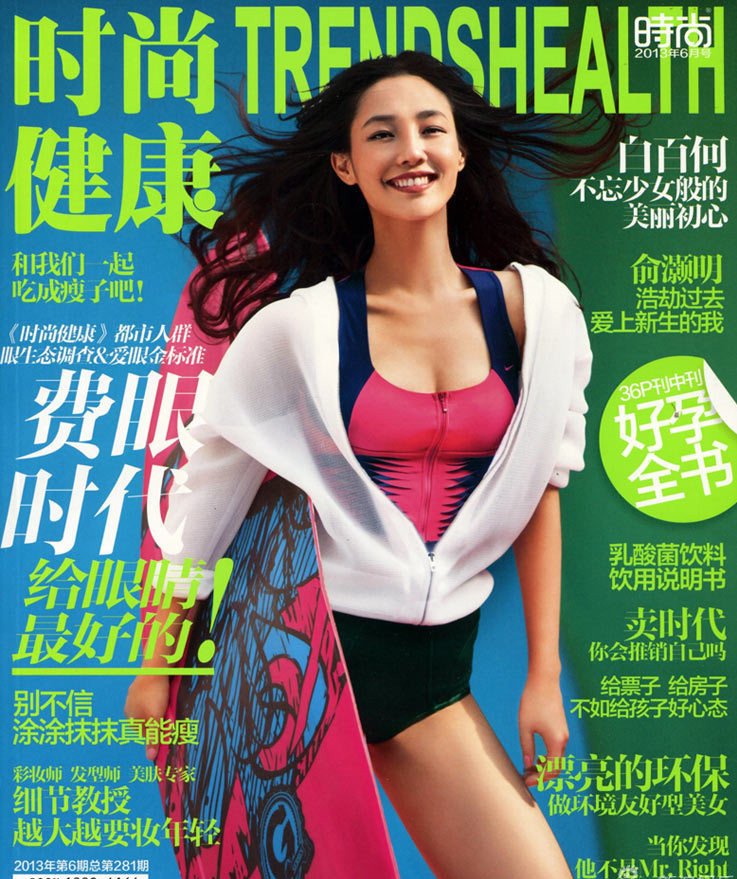 时尚
健康
TRENDSHEALTH
時尚
2013年6月号
和我们一起
吃成瘦子吧!
《时尚健康》都市人群
眼生态调查&爱眼金标准
费眼
时代
给眼睛
最好的!
别不信
涂涂抹抹真能瘦
彩妆师 发型师 美肤专家
细节教授
越大越要妆年轻
2013年第6期总第281期
白百何
不忘少女般的
美丽初心
俞灏明
浩劫过去
爱上新生的我
36P刊中刊
好孕
全书
乳酸菌饮料
饮用说明书
卖时代
你会推销自己吗
给票子 给房子
不如给孩子好心态
漂亮的环保
做环境友好型美女
当你发现
他不是Mr. Right